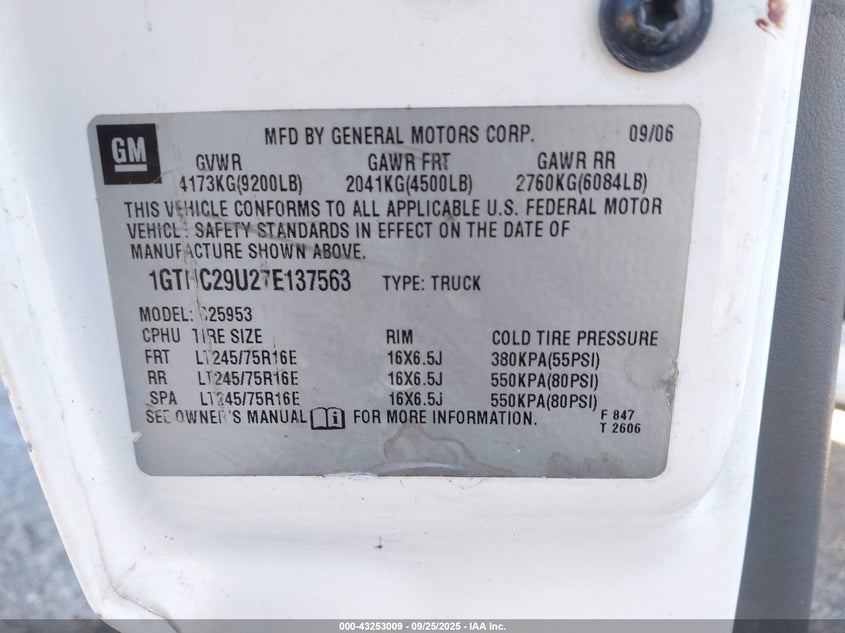 GM
MFD BY GENERAL MOTORS CORP. 09/06
GVWR GAWR FRT GAWR RR
4173KG(9200LB) 2041KG(4500LB) 2760KG(6084LB)
THIS VEHICLE CONFORMS TO ALL APPLICABLE U.S. FEDERAL MOTOR
VEHICLE SAFETY STANDARDS IN EFFECT ON THE DATE OF
MANUFACTURE SHOWN ABOVE.
1GTHC29U27E137563 TYPE: TRUCK
MODEL: C25953
CPHU TIRE SIZE RIM COLD TIRE PRESSURE
FRT LT245/75R16E 16X6.5J 380KPA(55PSI)
RR LT245/75R16E 16X6.5J 550KPA(80PSI)
SPA LT245/75R16E 16X6.5J 550KPA(80PSI)
SEE OWNER'S MANUAL FOR MORE INFORMATION.
F 847
T 2606
000-43253009 - 09/25/2025 - IAA Inc.